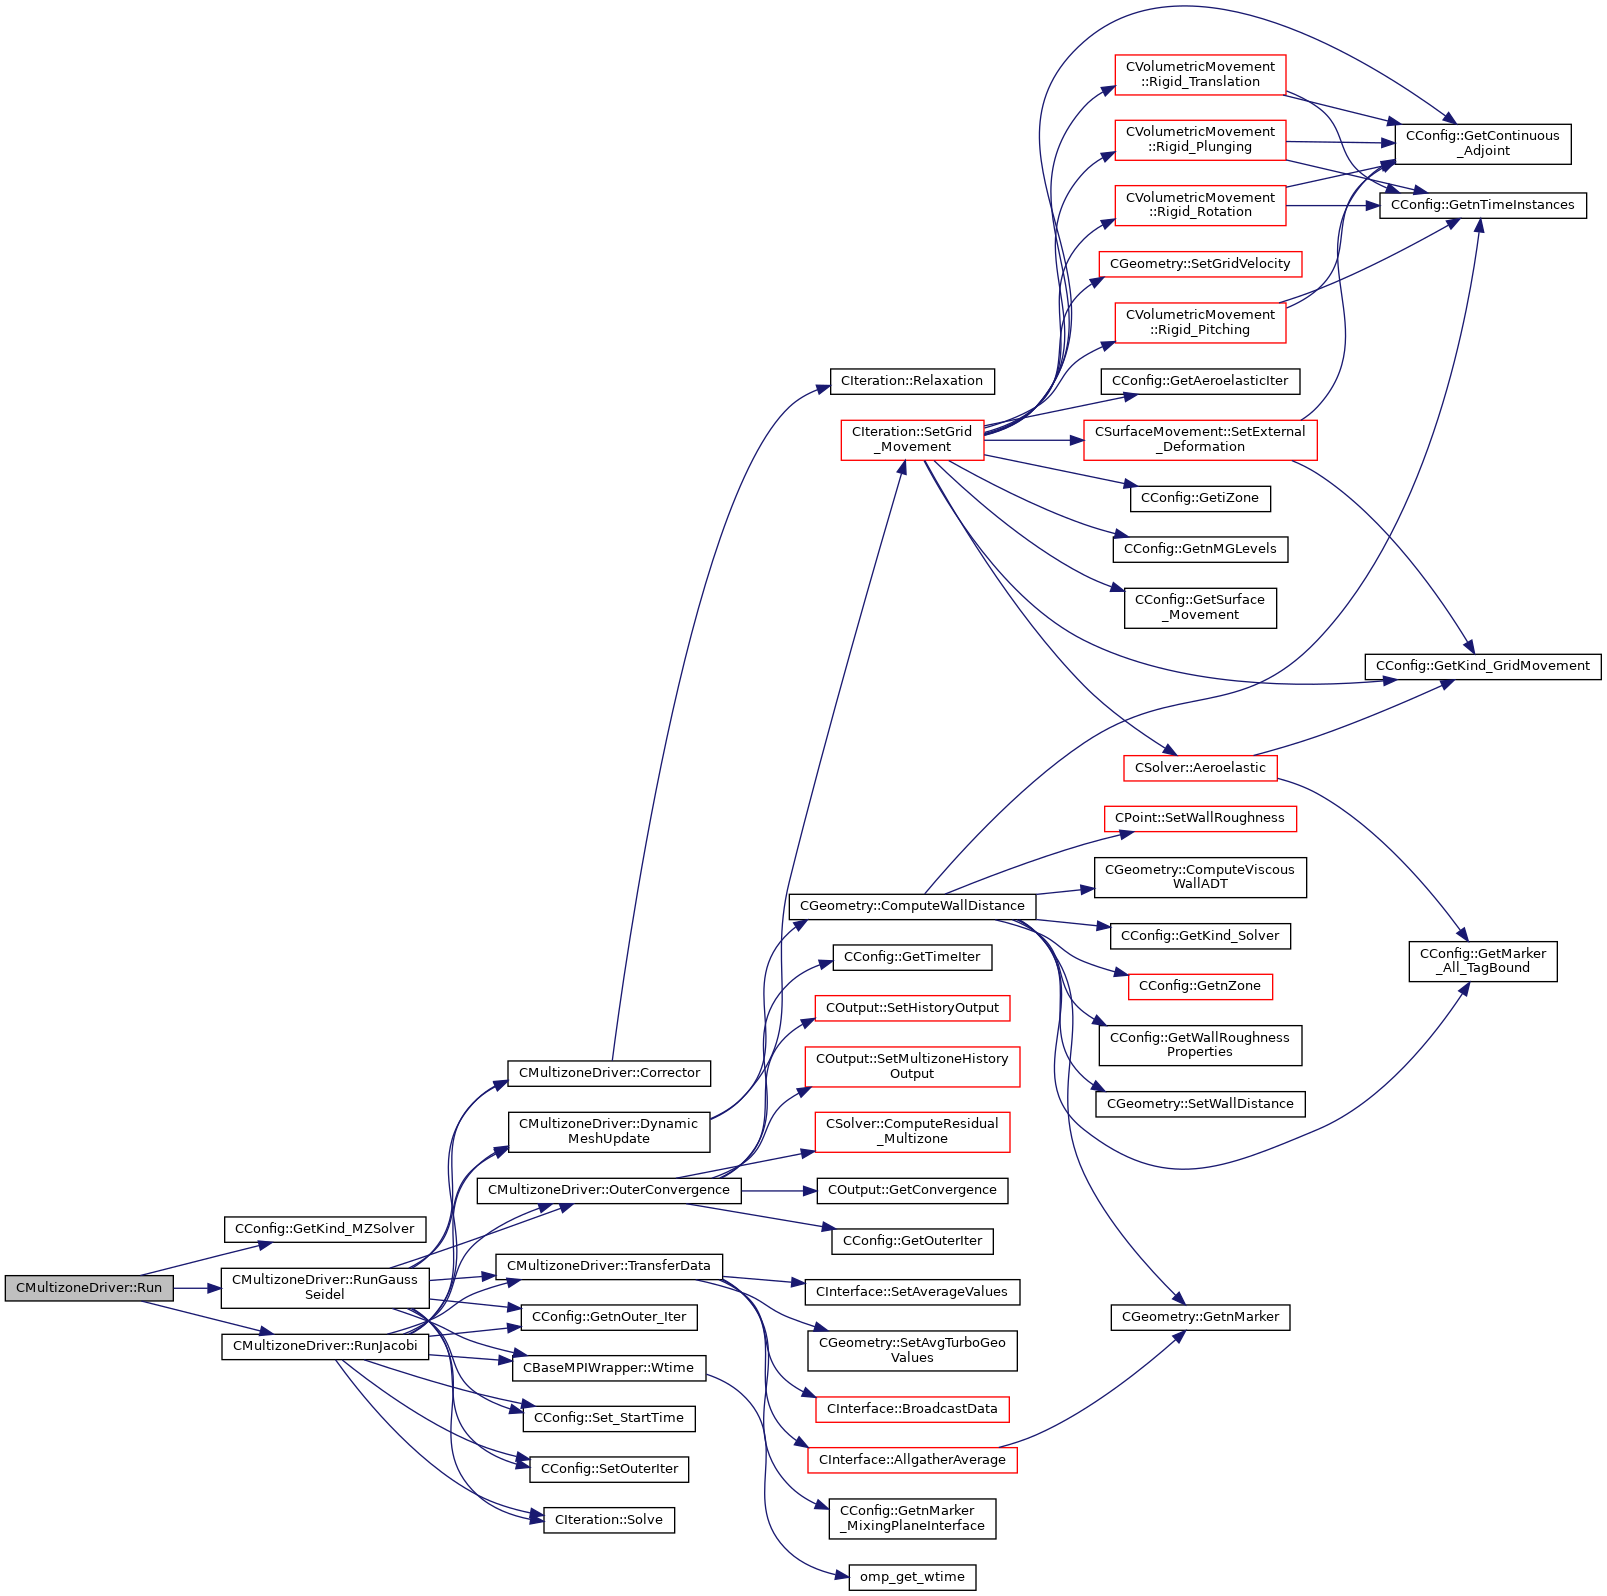 CVolumetricMovement
::Rigid_Translation
CVolumetricMovement
::Rigid_Plunging
CConfig::GetContinuous
_Adjoint
CVolumetricMovement
::Rigid_Rotation
CConfig::GetnTimeInstances
CGeometry::SetGridVelocity
CVolumetricMovement
::Rigid_Pitching
CIteration::Relaxation
CConfig::GetAeroelasticIter
CIteration::SetGrid
_Movement
CSurfaceMovement::SetExternal
_Deformation
CConfig::GetiZone
CConfig::GetnMGLevels
CConfig::GetSurface
_Movement
CConfig::GetKind_GridMovement
CSolver::Aeroelastic
CPoint::SetWallRoughness
CGeometry::ComputeViscous
WallADT
CGeometry::ComputeWallDistance
CConfig::GetKind_Solver
CConfig::GetMarker
_All_TagBound
CConfig::GetTimeIter
CConfig::GetnZone
COutput::SetHistoryOutput
CConfig::GetWallRoughness
Properties
COutput::SetMultizoneHistory
Output
CMultizoneDriver::Corrector
CGeometry::SetWallDistance
CMultizoneDriver::Dynamic
MeshUpdate
CSolver::ComputeResidual
_Multizone
CMultizoneDriver::OuterConvergence
COutput::GetConvergence
CConfig::GetKind_MZSolver
CConfig::GetOuterIter
CMultizoneDriver::Run
CMultizoneDriver::RunGauss
Seidel
CMultizoneDriver::TransferData
CInterface::SetAverageValues
CConfig::GetnOuter_Iter
CGeometry::GetnMarker
CMultizoneDriver::RunJacobi
CGeometry::SetAvgTurboGeo
Values
CBaseMPIWrapper::Wtime
CInterface::BroadcastData
CConfig::Set_StartTime
CInterface::AllgatherAverage
CConfig::SetOuterIter
CConfig::GetnMarker
_MixingPlaneInterface
CIteration::Solve
omp_get_wtime